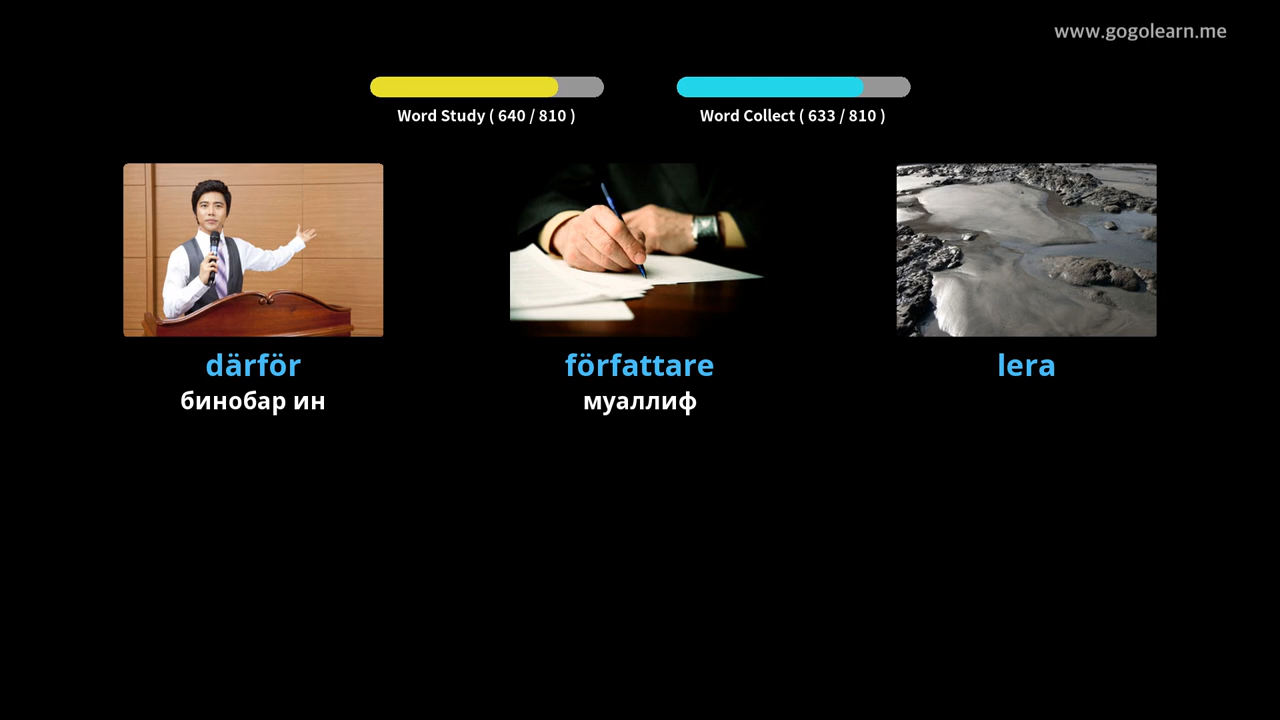 www.gogolearn.me
Word Study ( 640 / 810 )
Word Collect ( 633 / 810 )
därför
författare
lera
бинобар ин
муаллиф